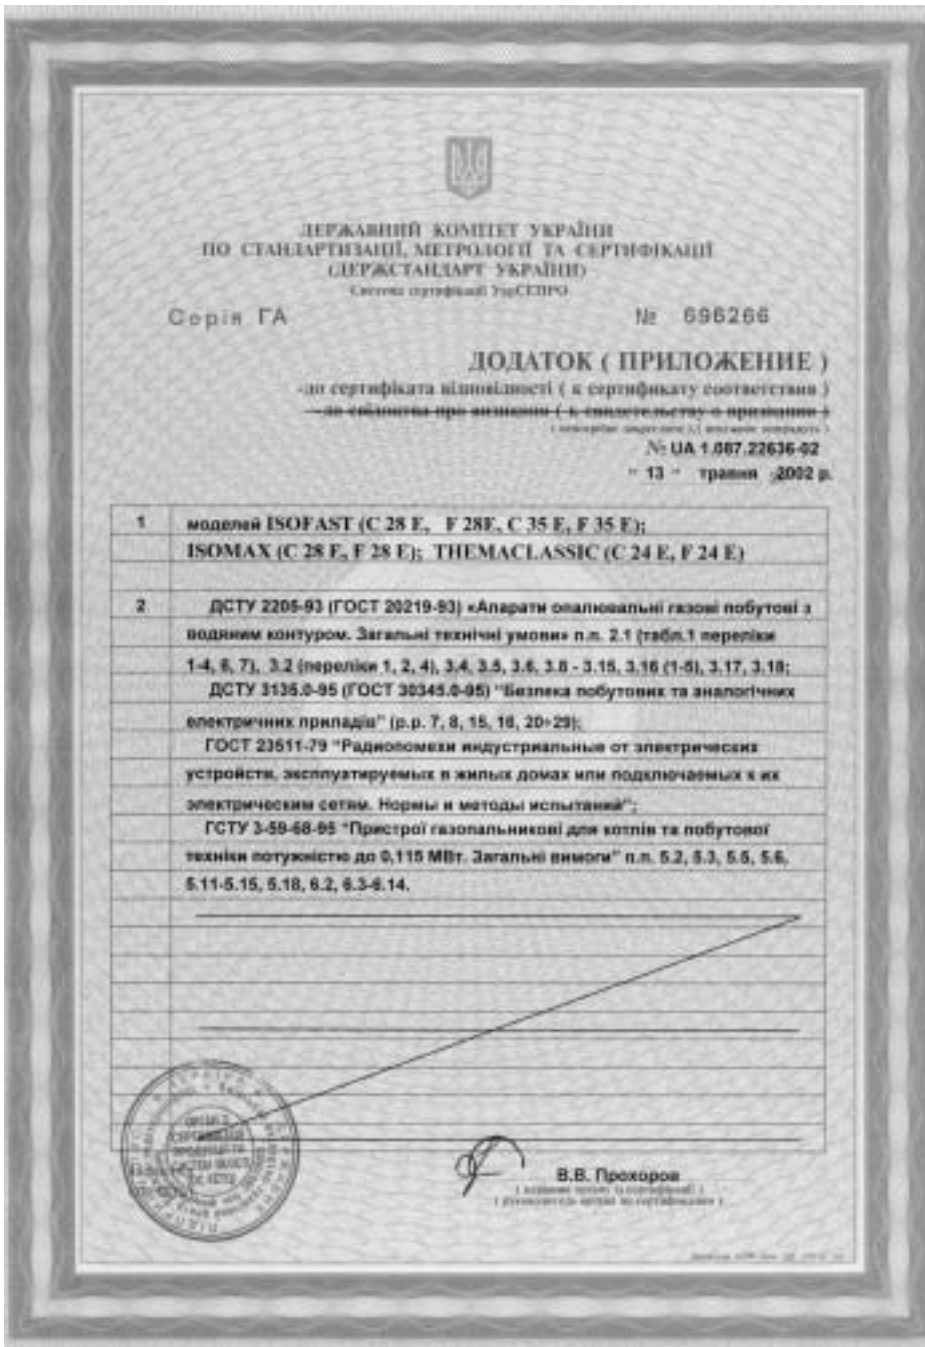 ДЕРЖАВНИЙ КОМІТЕТ УКРАЇНИ
ПО СТАНДАРТИЗАЦІЇ, МЕТРОЛОГІЇ ТА СЕРТИФІКАЦІЇ
(ДЕРЖСТАНДАРТ УКРАЇНИ)
Система сертифікації УкрСЕПРО
Серія ГА № 696266
ДОДАТОК ( ПРИЛОЖЕНИЕ )
до сертифіката відповідності ( к сертификату соответствия )
до свідоцтва про визнання ( к свидетельству о признании )
№ UA 1.087.22636-02
" 13 " травня 2002 р.
1 моделей ISOFAST (C 28 E, F 28E, C 35 E, F 35 E);
ISOMAX (C 28 E, F 28 E); THEMACLASSIC (C 24 E, F 24 E)
2 ДСТУ 2205-93 (ГОСТ 20219-93) «Апарати опалювальні газові побутові з
водяним контуром. Загальні технічні умови» п.п. 2.1 (табл.1 переліки
1-4, 6, 7), 3.2 (переліки 1, 2, 4), 3.4, 3.5, 3.6, 3.8 - 3.15, 3.16 (1-5), 3.17, 3.18;
ДСТУ 3135.0-95 (ГОСТ 30345.0-95) "Безпека побутових та аналогічних
електричних приладів" (р.р. 7, 8, 15, 16, 20÷29);
ГОСТ 23511-79 "Радиопомехи индустриальные от электрических
устройств, эксплуатируемых в жилых домах или подключаемых к их
электрическим сетям. Нормы и методы испытаний";
ГСТУ 3-59-68-95 "Пристрої газопальникові для котлів та побутової
техніки потужністю до 0,115 МВт. Загальні вимоги" п.п. 5.2, 5.3, 5.5, 5.6,
5.11-5.15, 5.18, 6.2, 6.3-6.14.
В.В. Прохоров